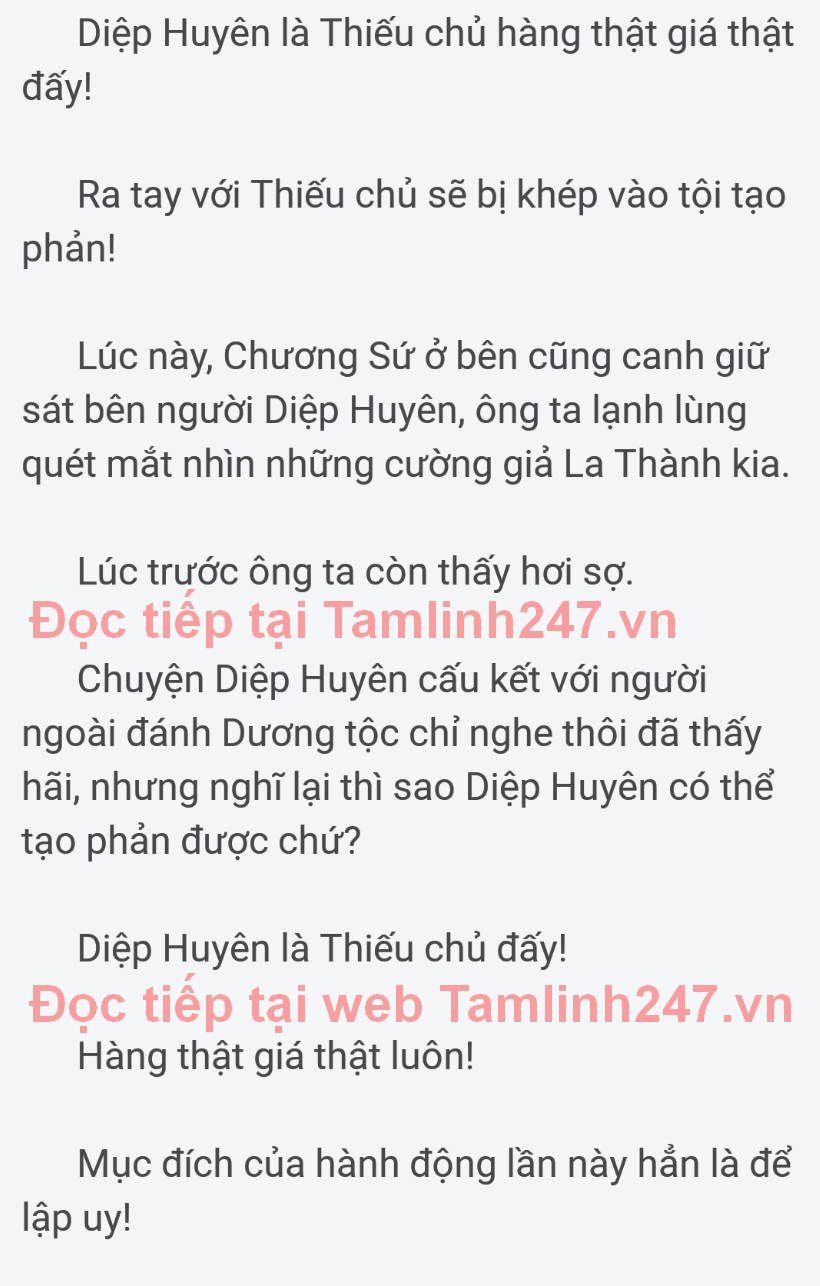 Diệp Huyên là Thiếu chủ hàng thật giá thật
đấy!
Ra tay với Thiếu chủ sẽ bị khép vào tội tạo
phản!
Lúc này, Chương Sứ ở bên cũng canh giữ
sát bên người Diệp Huyên, ông ta lạnh lùng
quét mắt nhìn những cường giả La Thành kia.
Lúc trước ông ta còn thấy hơi sợ.
Đọc tiếp tại Tamlinh247.vn
Chuyện Diệp Huyên cấu kết với người
ngoài đánh Dương tộc chỉ nghe thôi đã thấy
hãi, nhưng nghĩ lại thì sao Diệp Huyên có thể
tạo phản được chứ?
Diệp Huyên là Thiếu chủ đấy!
Đọc tiếp tại web Tamlinh247.vn
Hàng thật giá thật luôn!
Mục đích của hành động lần này hẳn là để
lập uy!